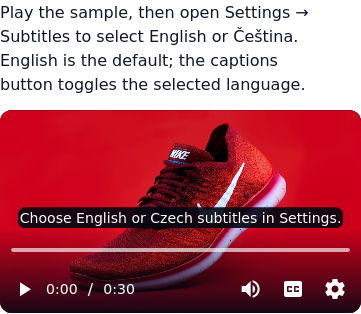 Play the sample, then open Settings →
Subtitles to select English or Čeština.
English is the default; the captions
button toggles the selected language.
NIKE
Choose English or Czech subtitles in Settings.
0:00 / 0:30
CC